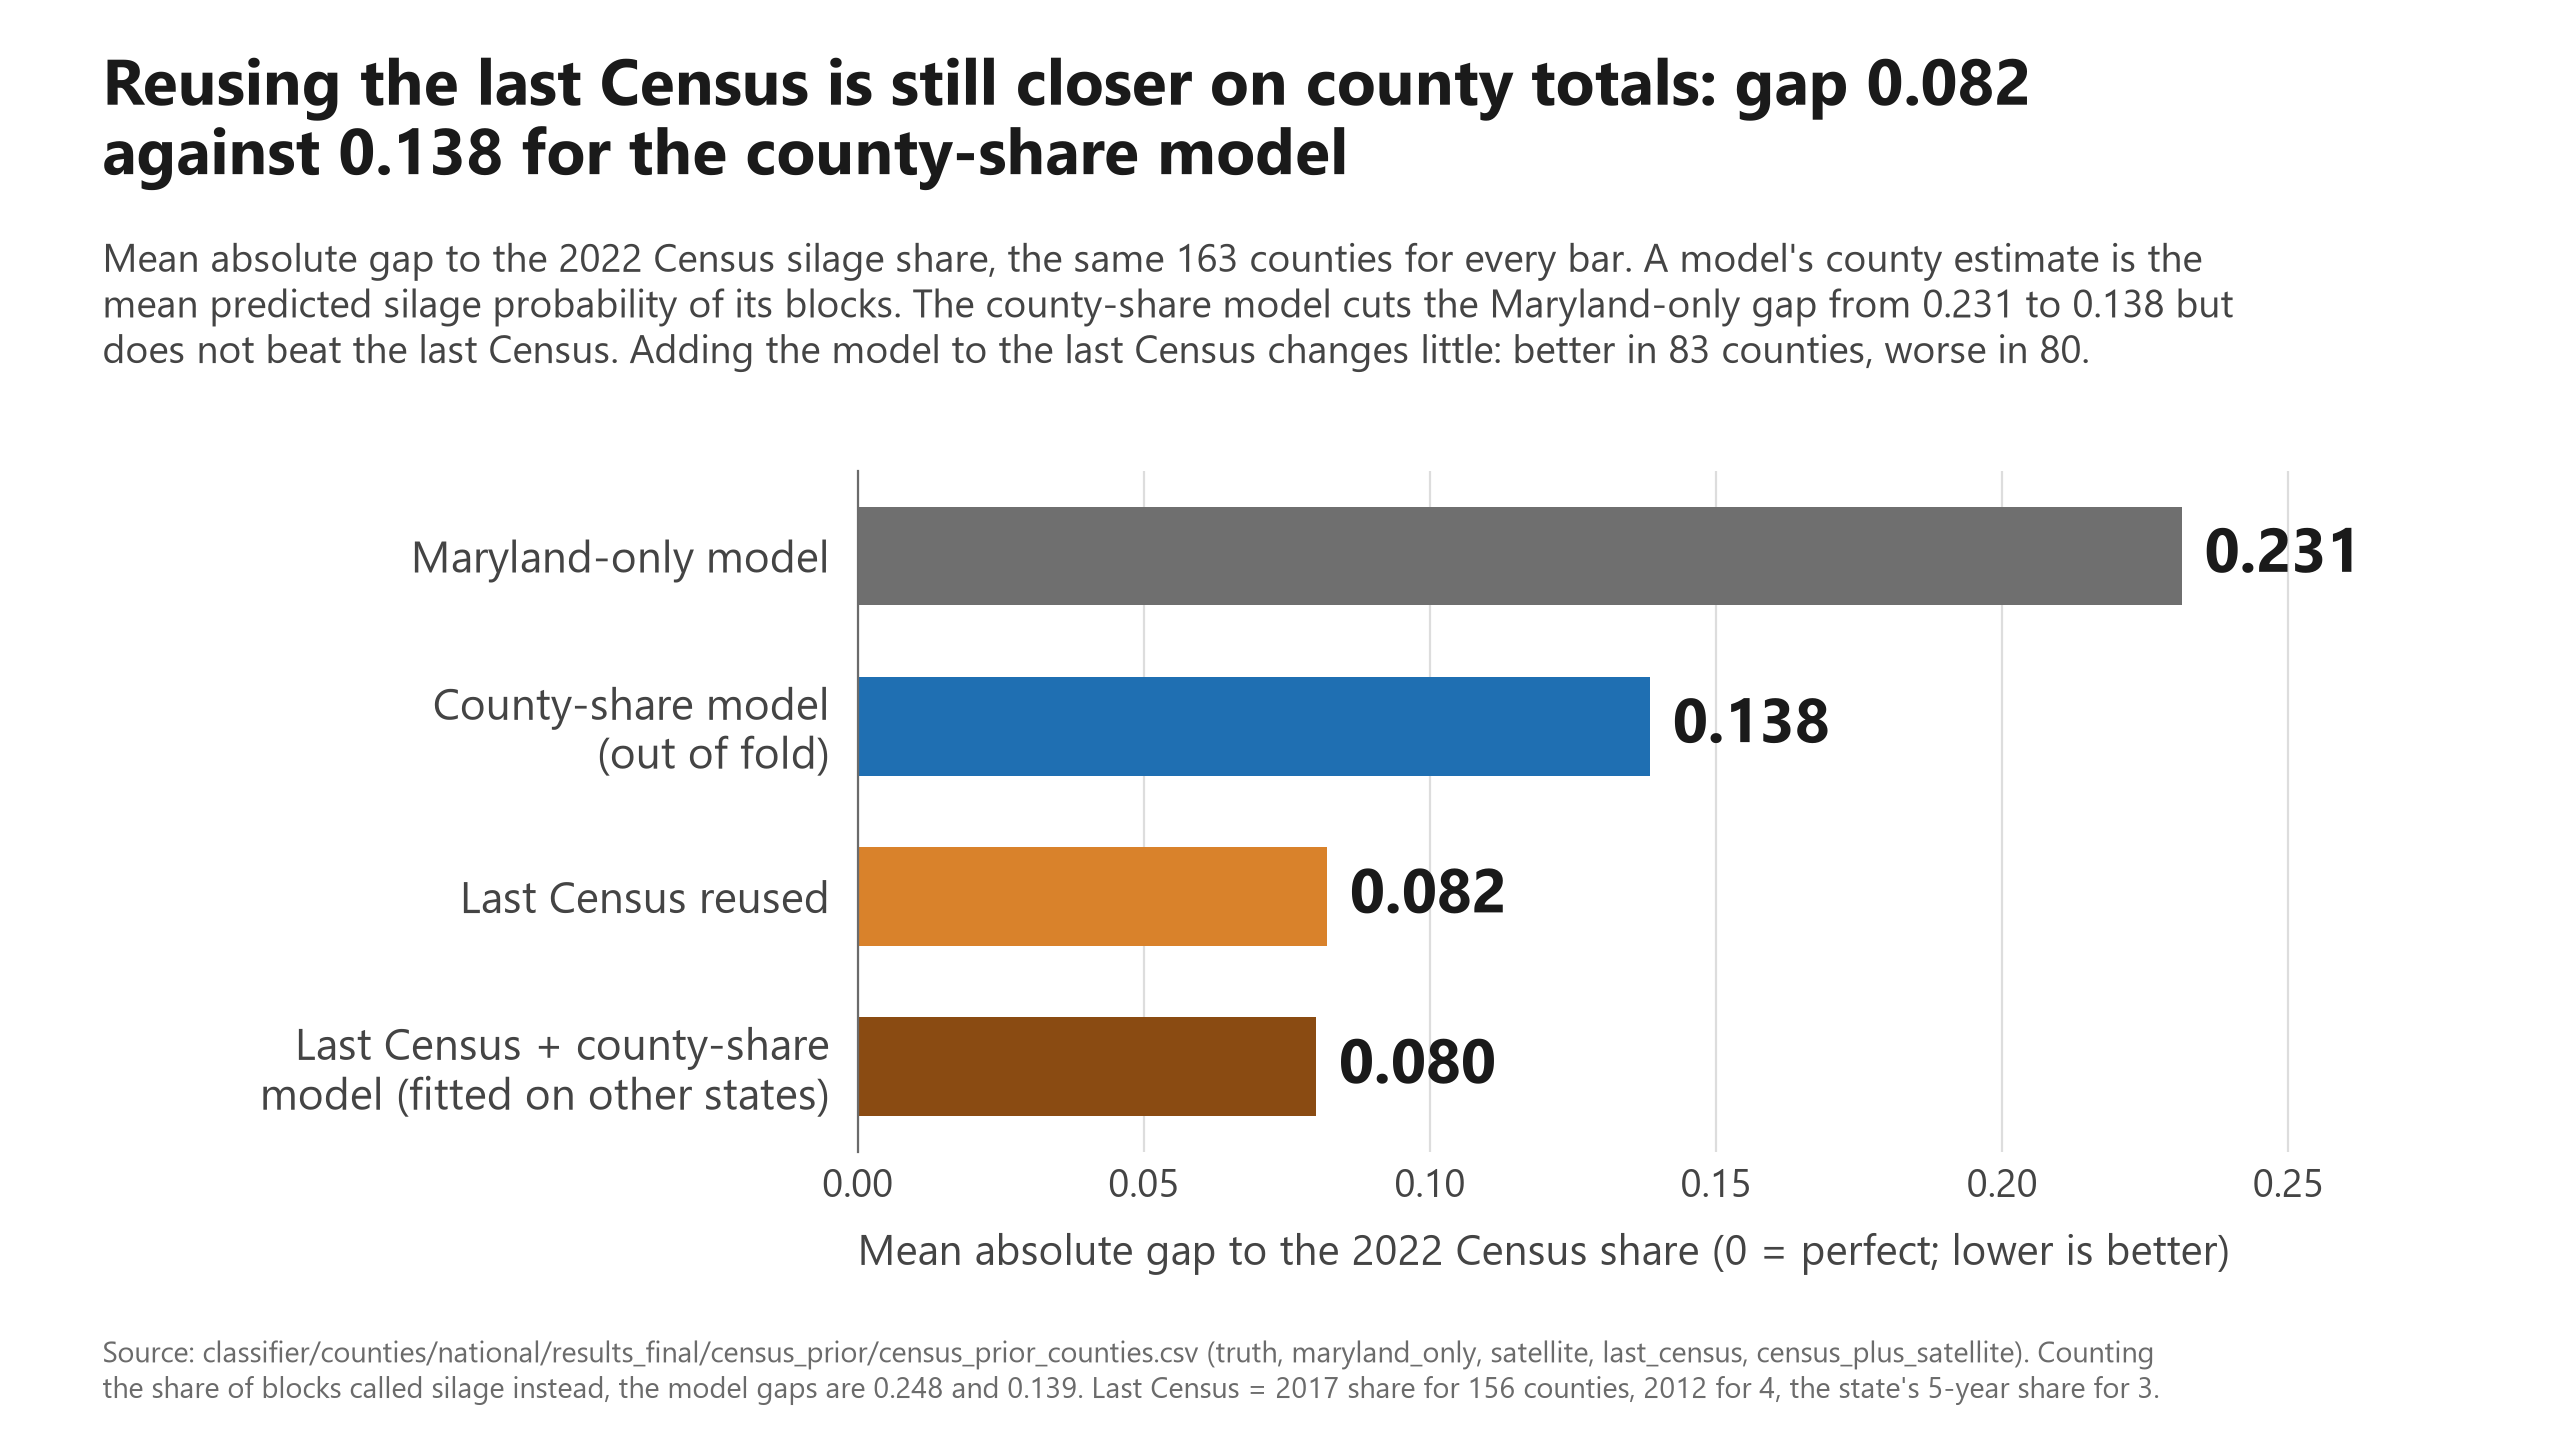 Reusing the last Census is still closer on county totals: gap 0.082
against 0.138 for the county-share model
Mean absolute gap to the 2022 Census silage share, the same 163 counties for every bar. A model's county estimate is the
mean predicted silage probability of its blocks. The county-share model cuts the Maryland-only gap from 0.231 to 0.138 but
does not beat the last Census. Adding the model to the last Census changes little: better in 83 counties, worse in 80.
Maryland-only model
0.231
County-share model
(out of fold)
0.138
Last Census reused
0.082
Last Census + county-share
model (fitted on other states)
0.080
0.00 0.05 0.10 0.15 0.20 0.25
Mean absolute gap to the 2022 Census share (0 = perfect; lower is better)
Source: classifier/counties/national/results_final/census_prior/census_prior_counties.csv (truth, maryland_only, satellite, last_census, census_plus_satellite). Counting
the share of blocks called silage instead, the model gaps are 0.248 and 0.139. Last Census = 2017 share for 156 counties, 2012 for 4, the state's 5-year share for 3.